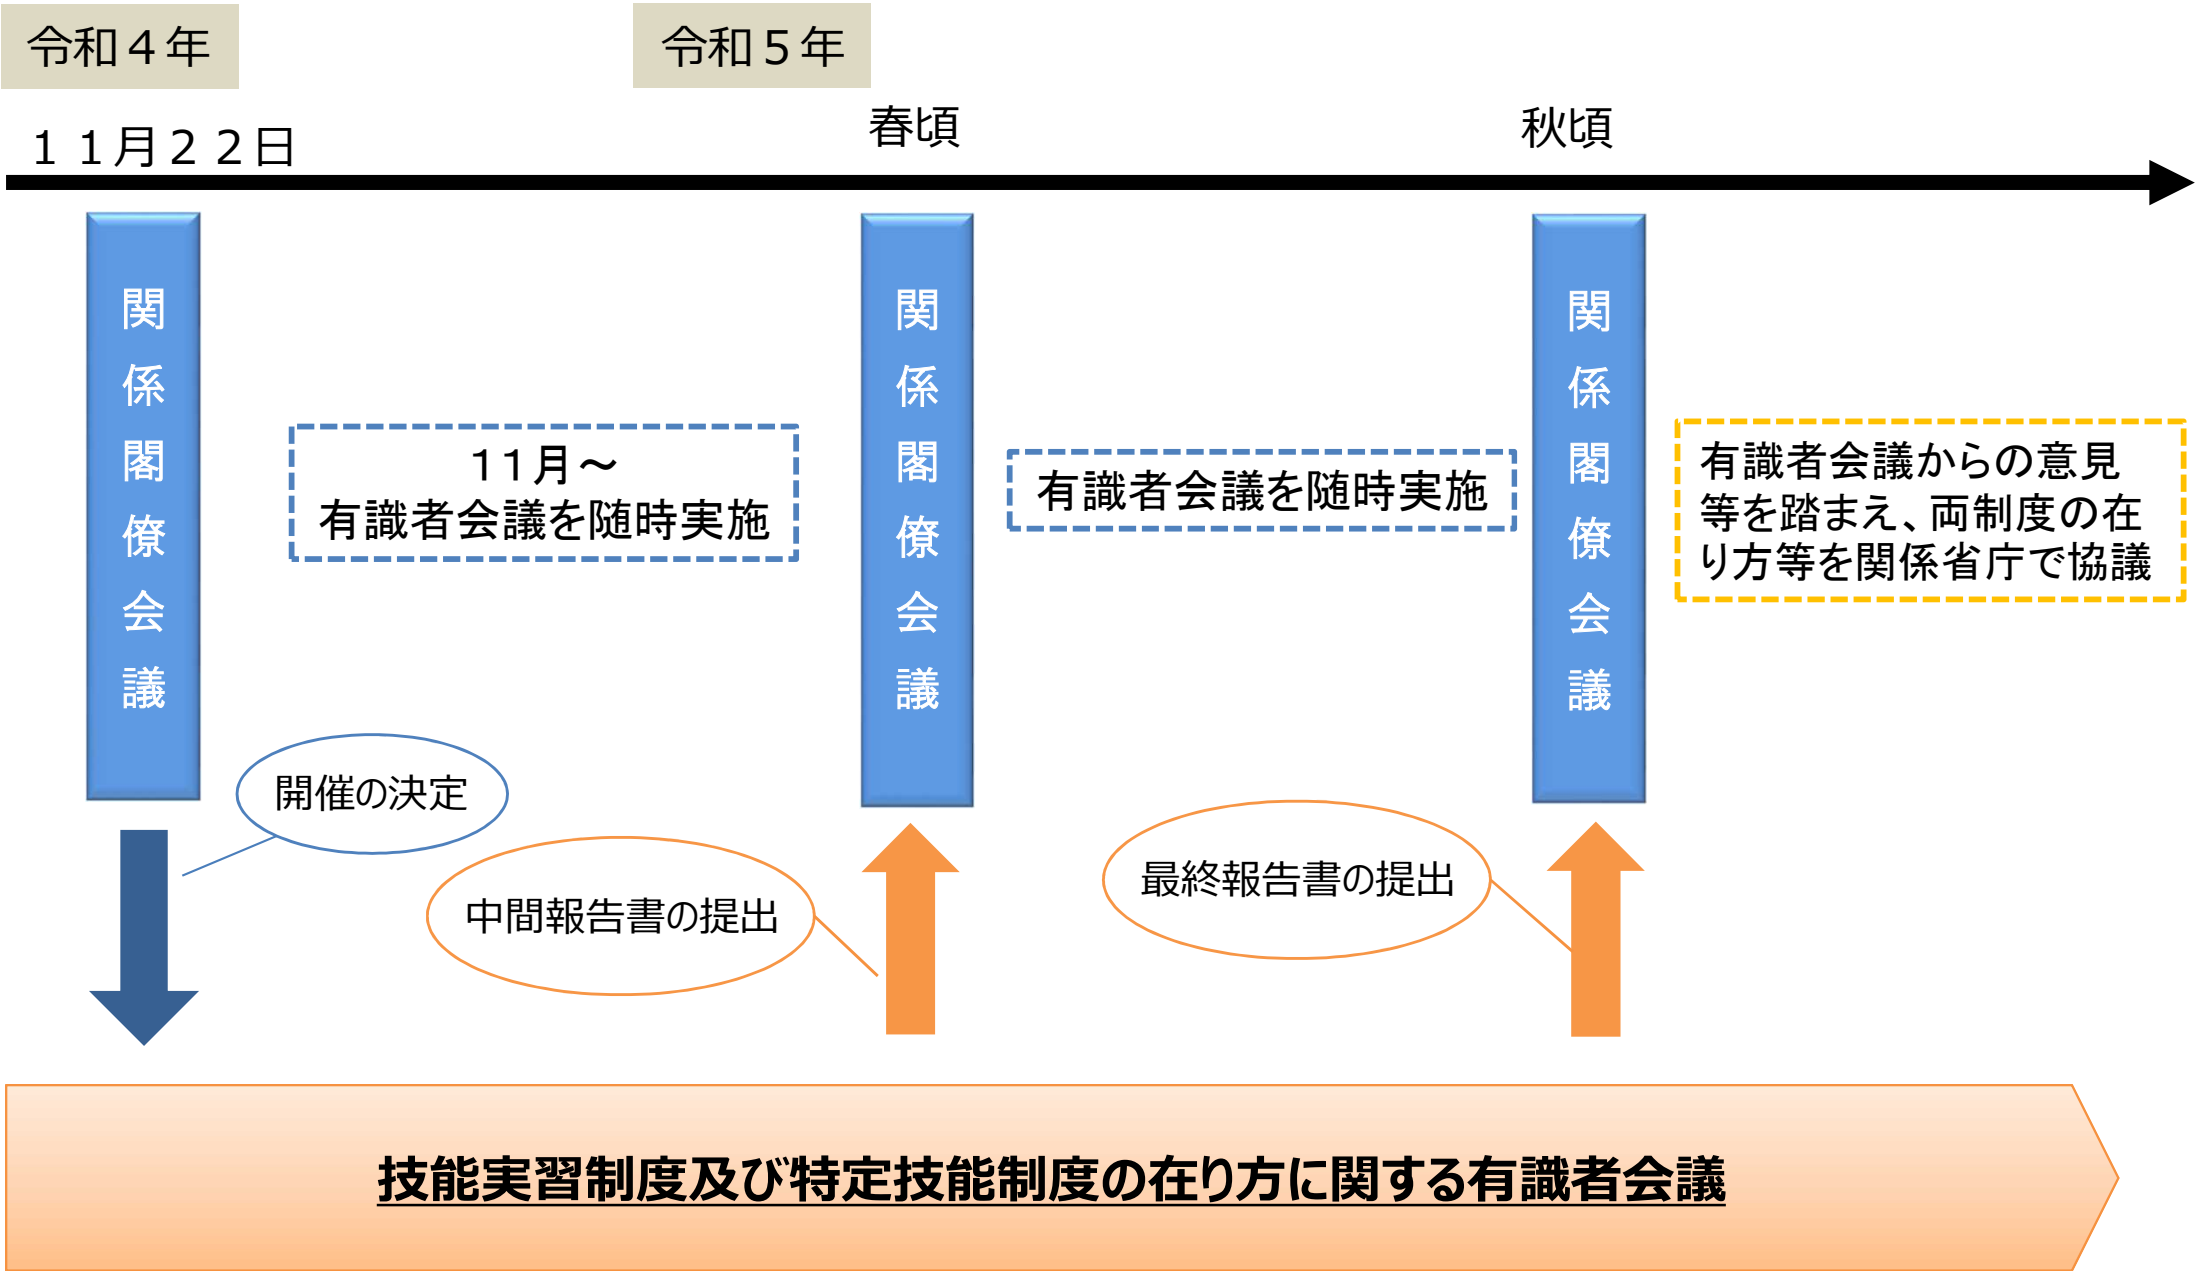 令和４年
令和５年
１１月２２日
春頃
秋頃
関係閣僚会議
11月～
有識者会議を随時実施
関係閣僚会議
有識者会議を随時実施
関係閣僚会議
有識者会議からの意見
等を踏まえ、両制度の在
り方等を関係省庁で協議
開催の決定
中間報告書の提出
最終報告書の提出
技能実習制度及び特定技能制度の在り方に関する有識者会議